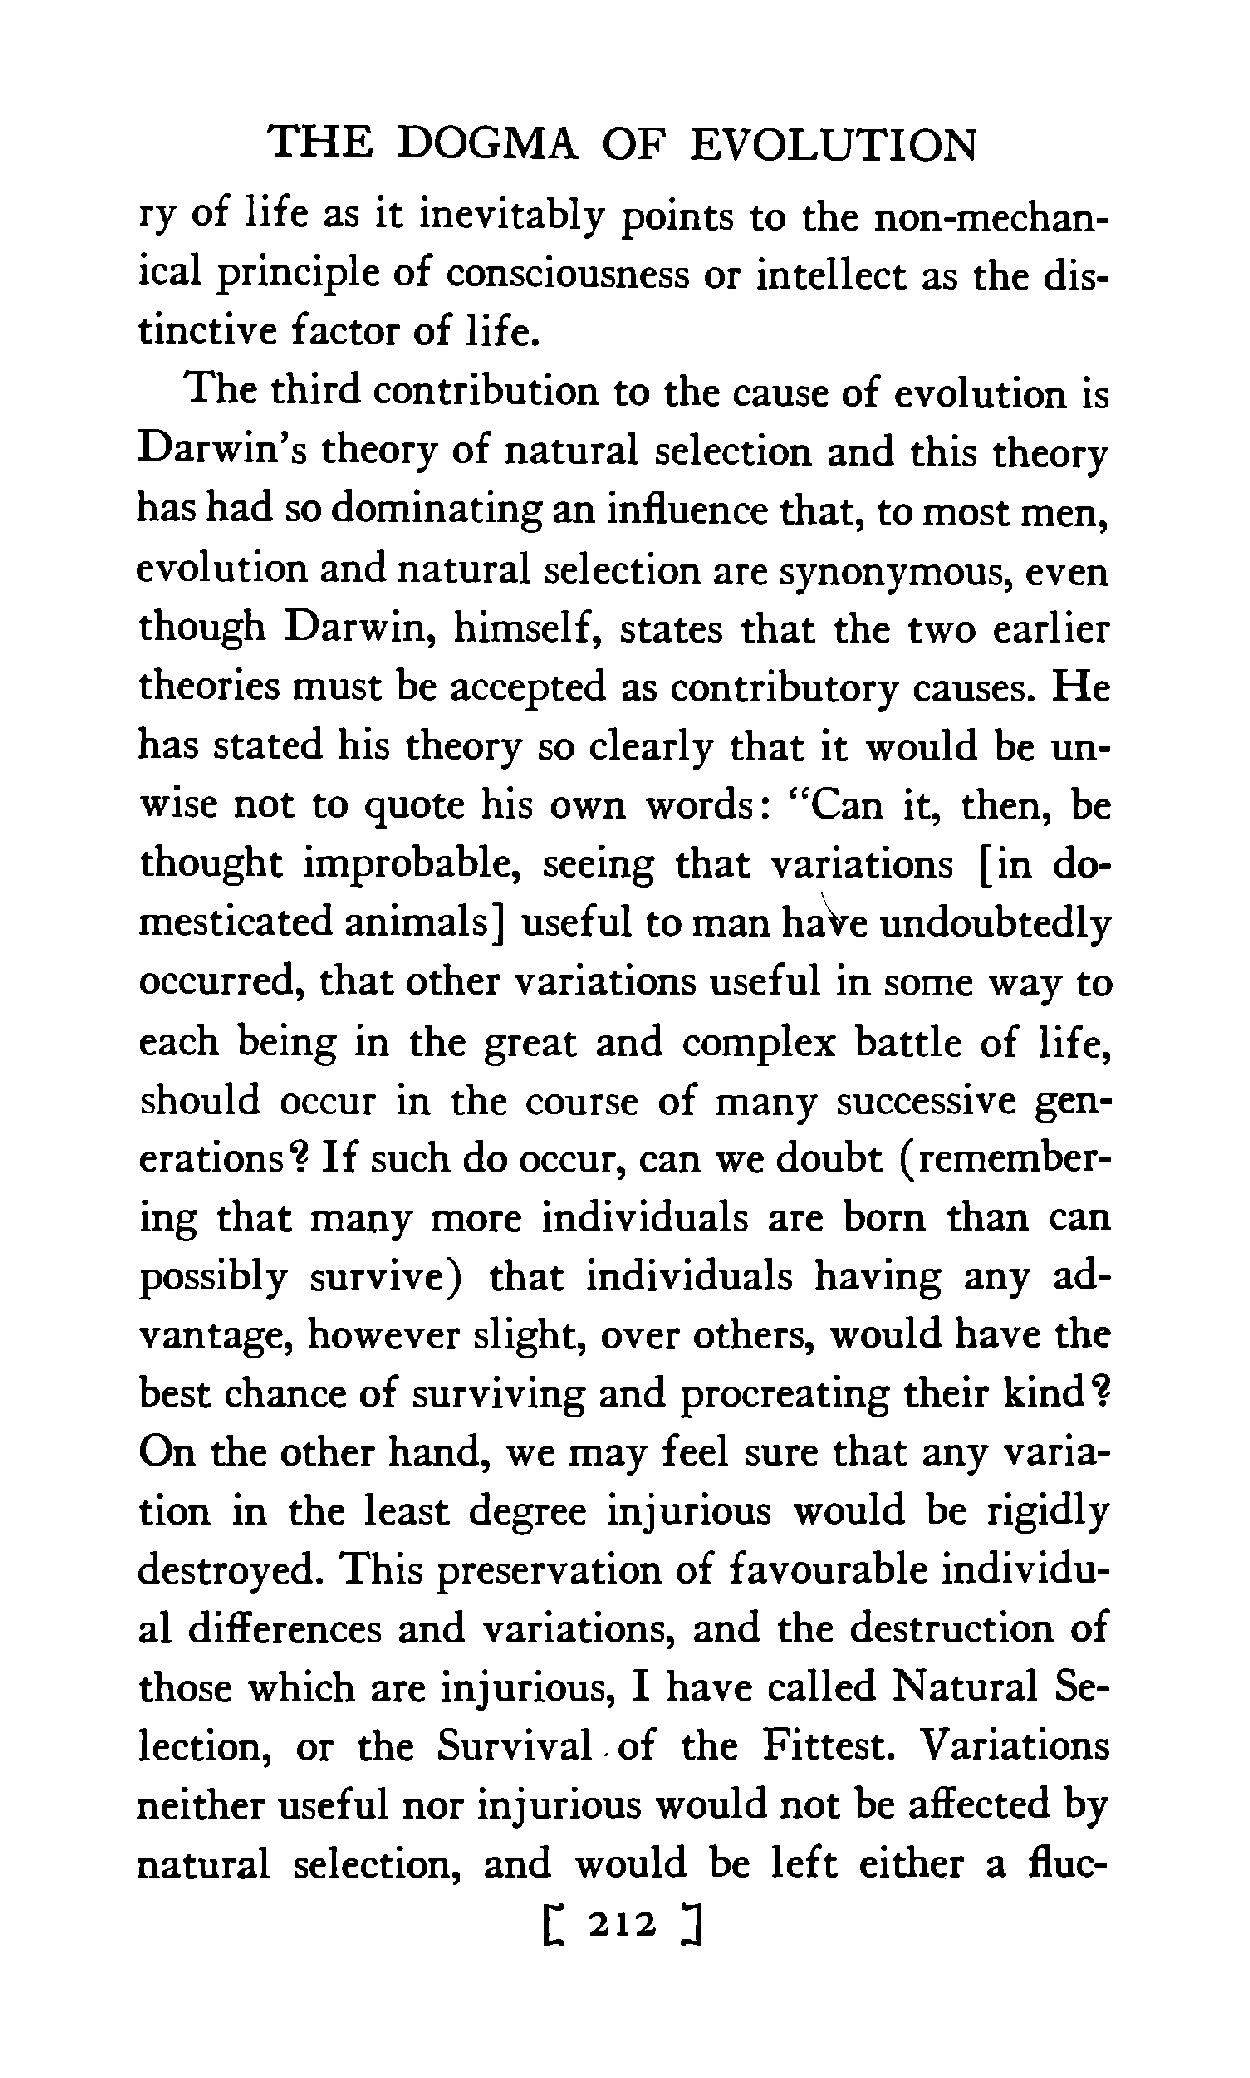 THE DOGMA OF EVOLUTION
ry of life as it inevitably points to the non-mechan-
ical principle of consciousness or intellect as the dis-
tinctive factor of life.
The third contribution to the cause of evolution is
Darwin's theory of natural selection and this theory
has had so dominating an influence that, to most men,
evolution and natural selection are synonymous, even
though Darwin, himself, states that the two earlier
theories must be accepted as contributory causes. He
has stated his theory so clearly that it would be un-
wise not to quote his own words: "Can it, then, be
thought improbable, seeing that variations [in do-
mesticated animals] useful to man have undoubtedly
occurred, that other variations useful in some way to
each being in the great and complex battle of life,
should occur in the course of many successive gen-
erations? If such do occur, can we doubt (remember-
ing that many more individuals are born than can
possibly survive) that individuals having any ad-
vantage, however slight, over others, would have the
best chance of surviving and procreating their kind?
On the other hand, we may feel sure that any varia-
tion in the least degree injurious would be rigidly
destroyed. This preservation of favourable individu-
al differences and variations, and the destruction of
those which are injurious, I have called Natural Se-
lection, or the Survival of the Fittest. Variations
neither useful nor injurious would not be affected by
natural selection, and would be left either a fluc-
[ 212 ]